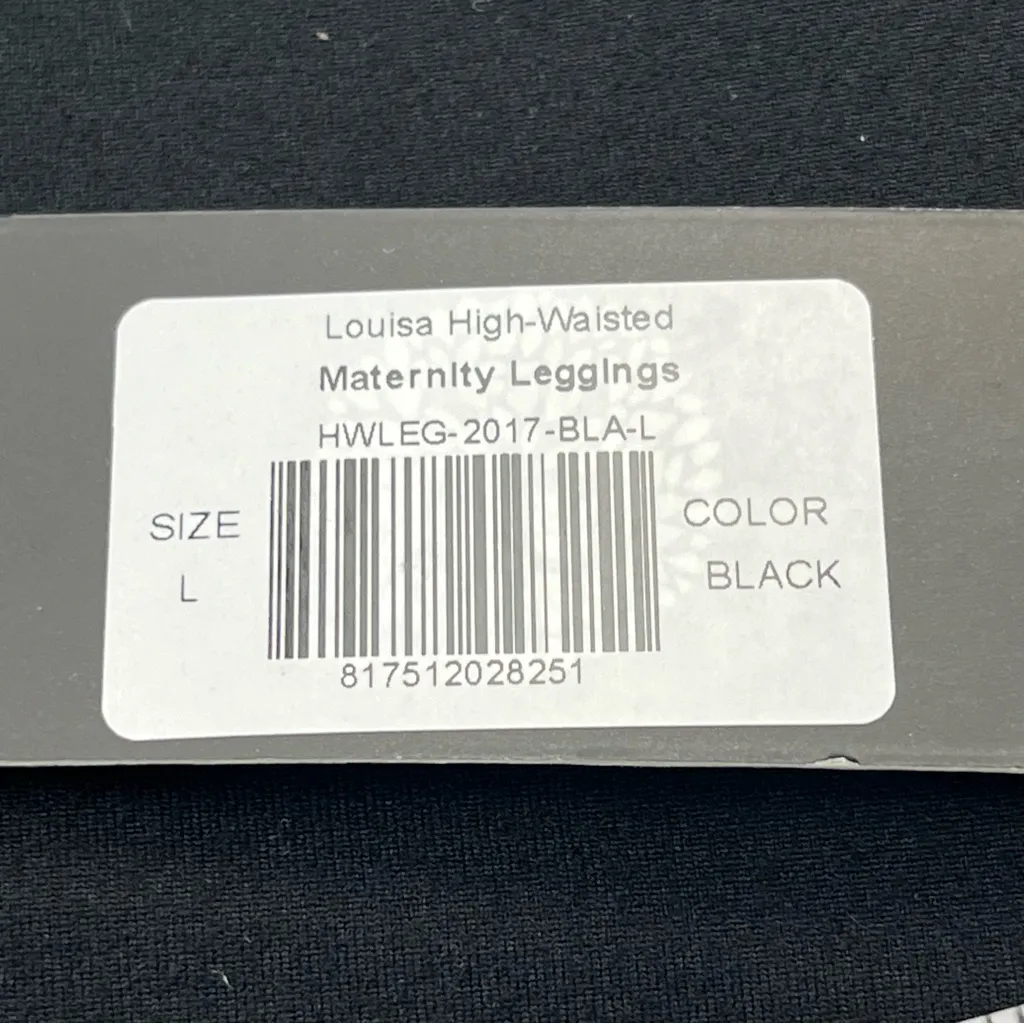 Louisa High-Waisted
Maternity Leggings
HWLEG-2017-BLA-L
SIZE
L
COLOR
BLACK
817512028251